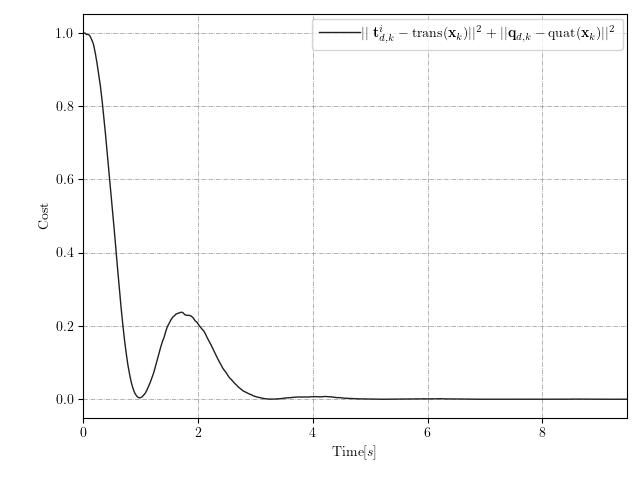 || t^i_{d,k} − trans(x_k)||² + ||q_{d,k} − quat(x_k)||²
1.0
0.8
0.6
0.4
0.2
0.0
Cost
0 2 4 6 8
Time[s]